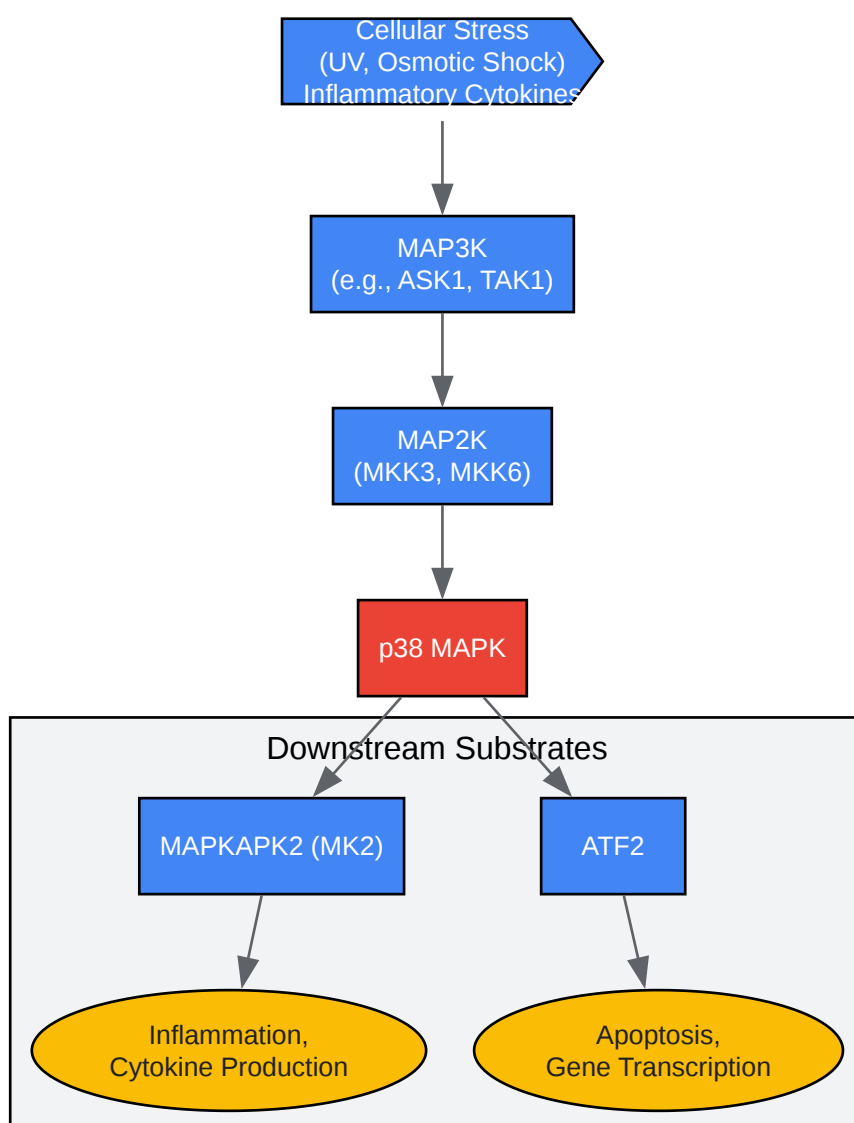 Cellular Stress
(UV, Osmotic Shock)
Inflammatory Cytokines
MAP3K
(e.g., ASK1, TAK1)
MAP2K
(MKK3, MKK6)
p38 MAPK
Downstream Substrates
MAPKAPK2 (MK2)
ATF2
Inflammation,
Cytokine Production
Apoptosis,
Gene Transcription